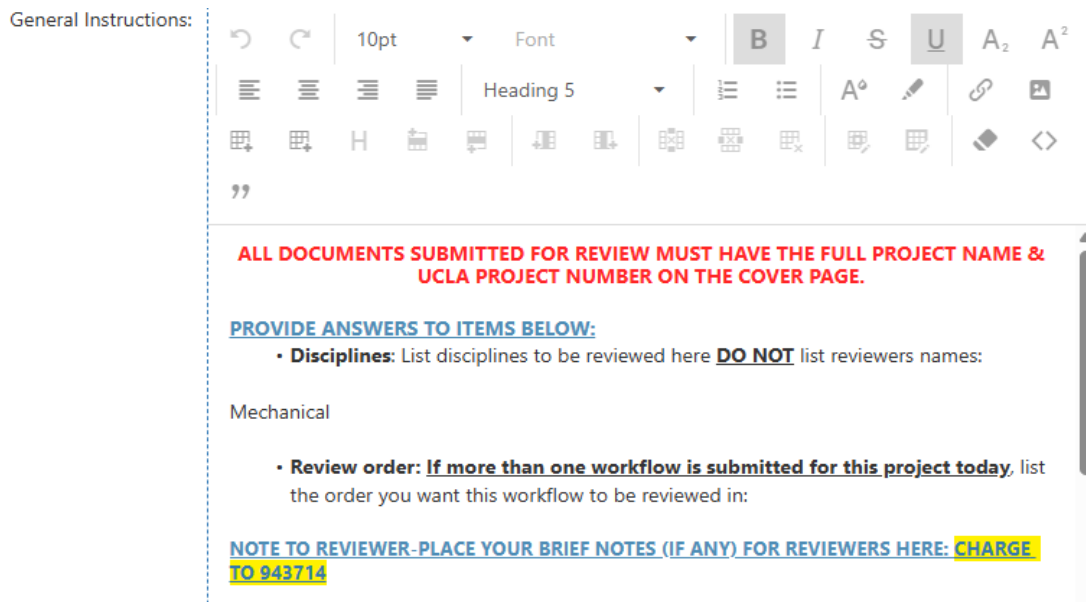 General Instructions:
10pt
Font
B I S U A₂ A²
Heading 5
A
H
ALL DOCUMENTS SUBMITTED FOR REVIEW MUST HAVE THE FULL PROJECT NAME &
UCLA PROJECT NUMBER ON THE COVER PAGE.
PROVIDE ANSWERS TO ITEMS BELOW:
• Disciplines: List disciplines to be reviewed here DO NOT list reviewers names:
Mechanical
• Review order: If more than one workflow is submitted for this project today, list
the order you want this workflow to be reviewed in:
NOTE TO REVIEWER-PLACE YOUR BRIEF NOTES (IF ANY) FOR REVIEWERS HERE: CHARGE
TO 943714